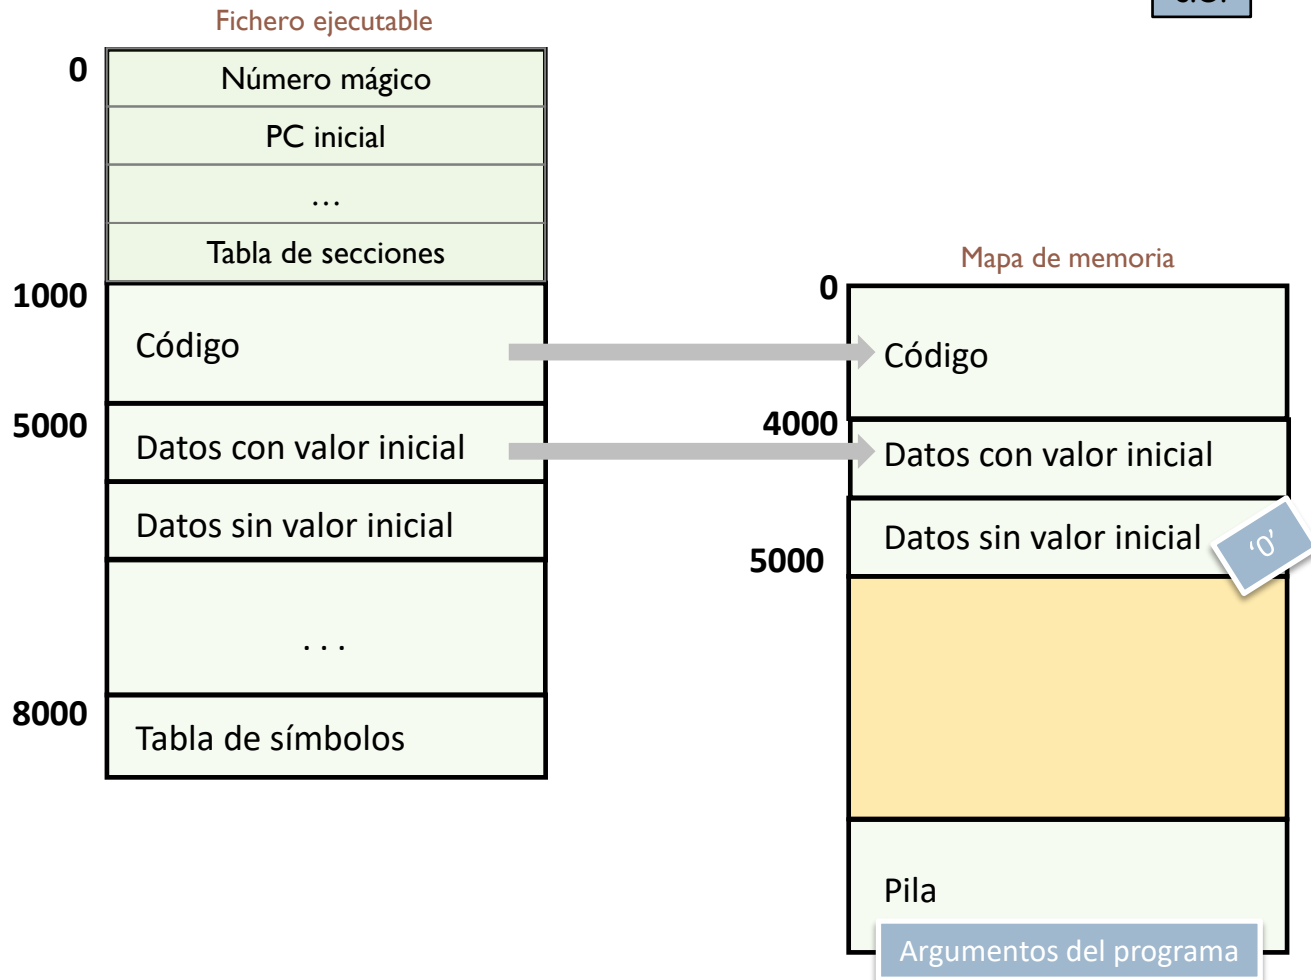 Fichero ejecutable
0
Número mágico
PC inicial
...
Tabla de secciones
1000
Código
5000
Datos con valor inicial
Datos sin valor inicial
. . .
8000
Tabla de símbolos
Mapa de memoria
0
Código
4000
Datos con valor inicial
Datos sin valor inicial
‘0’
5000
Pila
Argumentos del programa